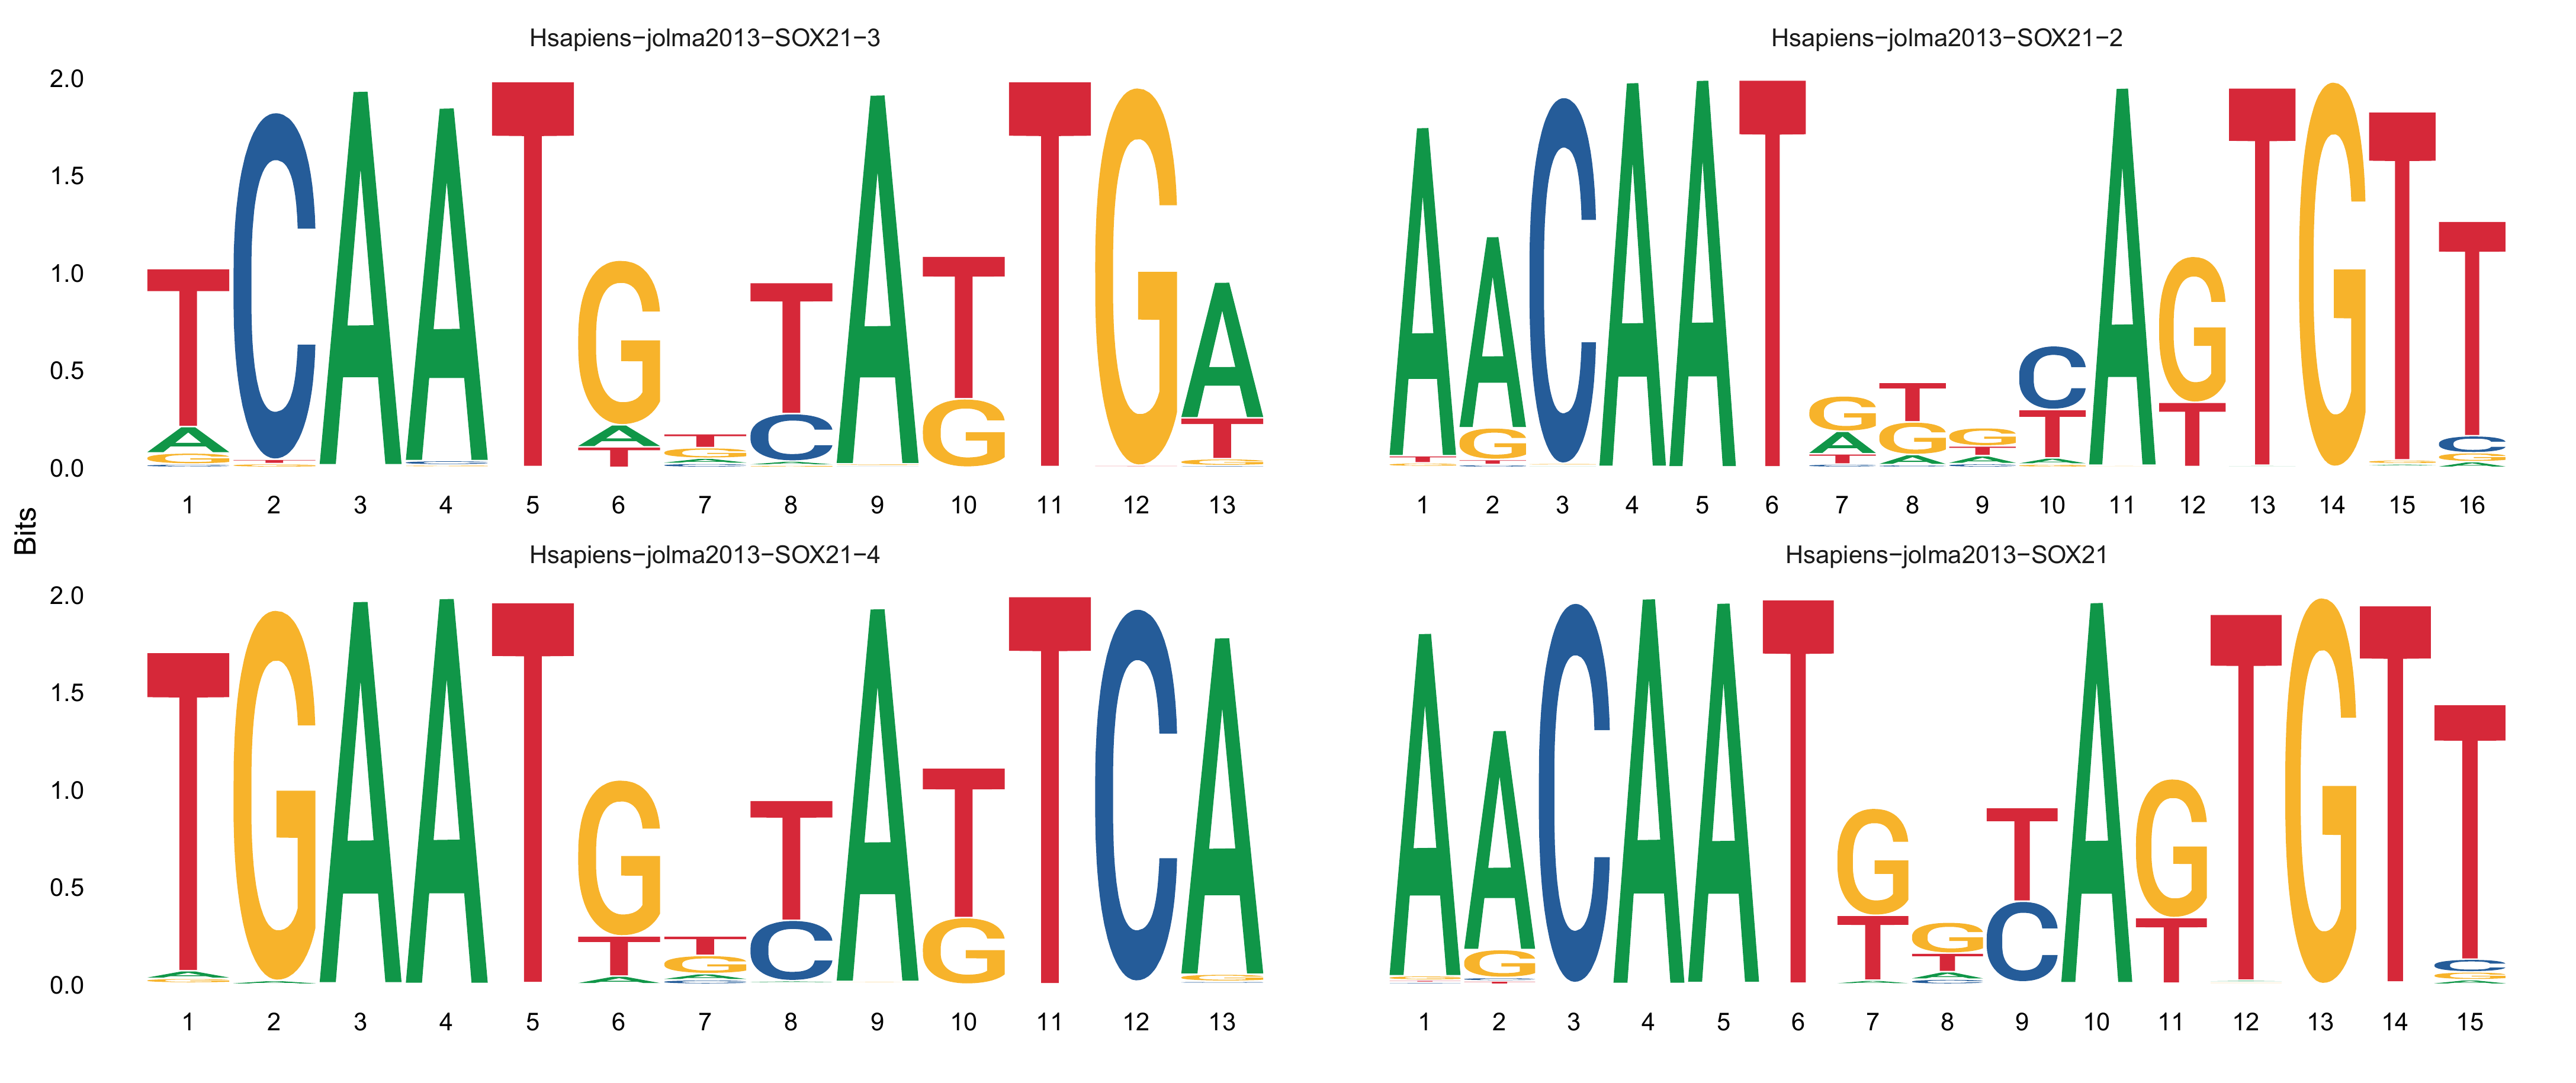 Hsapiens−jolma2013−SOX21−3
2.0
1.5
1.0
0.5
0.0
TCAATGTTATTGA
1 2 3 4 5 6 7 8 9 10 11 12 13
Hsapiens−jolma2013−SOX21−2
AACAATGTGCAGTGTT
1 2 3 4 5 6 7 8 9 10 11 12 13 14 15 16
Bits
Hsapiens−jolma2013−SOX21−4
2.0
1.5
1.0
0.5
0.0
TGAATGTTATTCA
1 2 3 4 5 6 7 8 9 10 11 12 13
Hsapiens−jolma2013−SOX21
AACAATGGTAGTGTT
1 2 3 4 5 6 7 8 9 10 11 12 13 14 15